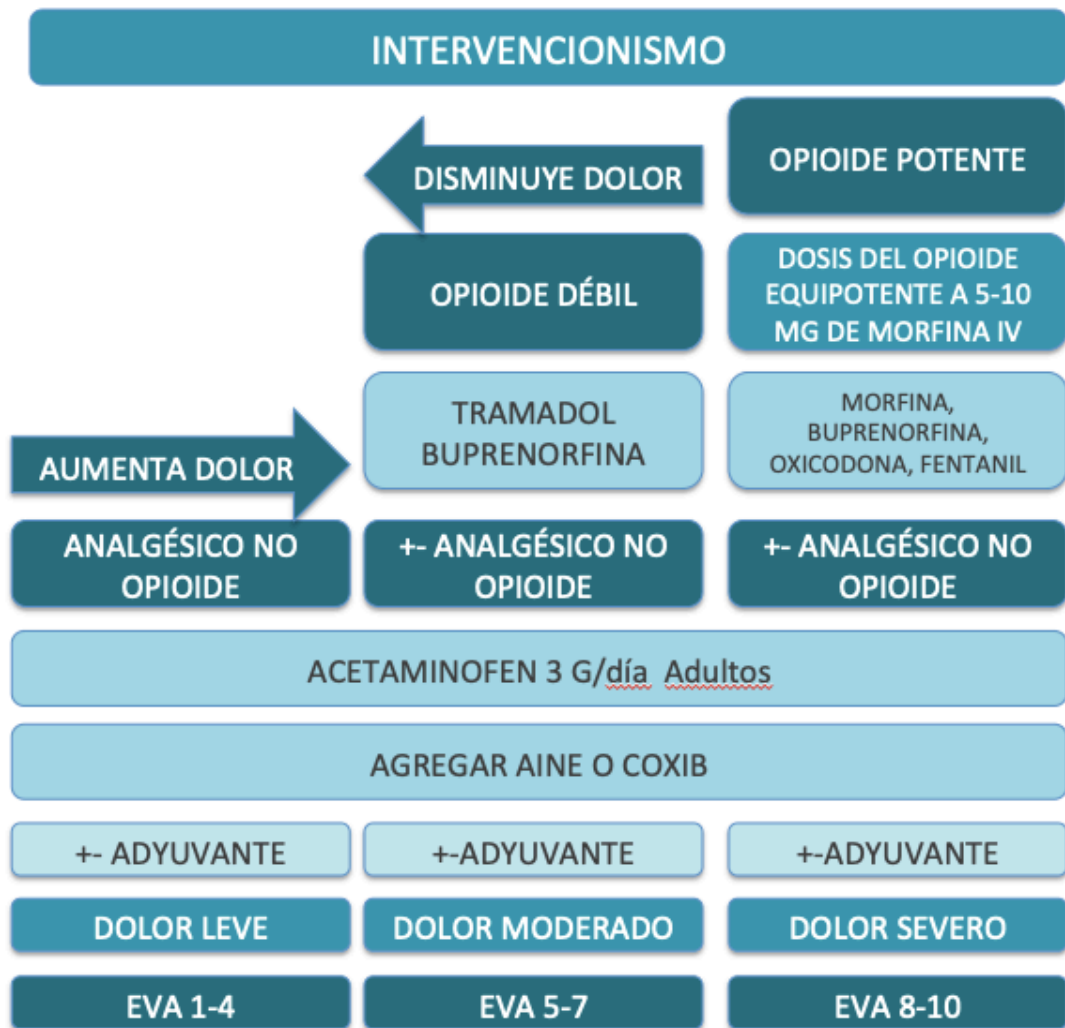 INTERVENCIONISMO
DISMINUYE DOLOR
OPIOIDE POTENTE
OPIOIDE DÉBIL
DOSIS DEL OPIOIDE
EQUIPOTENTE A 5-10
MG DE MORFINA IV
AUMENTA DOLOR
TRAMADOL
BUPRENORFINA
MORFINA,
BUPRENORFINA,
OXICODONA, FENTANIL
ANALGÉSICO NO
OPIOIDE
+- ANALGÉSICO NO
OPIOIDE
+- ANALGÉSICO NO
OPIOIDE
ACETAMINOFEN 3 G/día Adultos
AGREGAR AINE O COXIB
+- ADYUVANTE
+-ADYUVANTE
+-ADYUVANTE
DOLOR LEVE
DOLOR MODERADO
DOLOR SEVERO
EVA 1-4
EVA 5-7
EVA 8-10